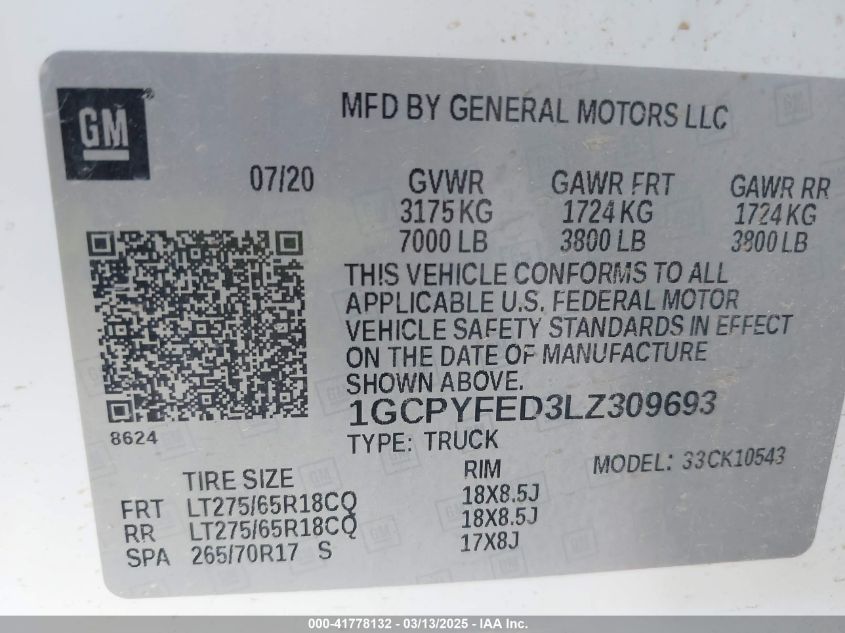 GM
MFD BY GENERAL MOTORS LLC
07/20
GVWR GAWR FRT GAWR RR
3175 KG 1724 KG 1724 KG
7000 LB 3800 LB 3800 LB
THIS VEHICLE CONFORMS TO ALL
APPLICABLE U.S. FEDERAL MOTOR
VEHICLE SAFETY STANDARDS IN EFFECT
ON THE DATE OF MANUFACTURE
SHOWN ABOVE.
1GCPYFED3LZ309693
8624
TYPE: TRUCK
MODEL: 33CK10543
TIRE SIZE RIM
FRT LT275/65R18CQ 18X8.5J
RR LT275/65R18CQ 18X8.5J
SPA 265/70R17 S 17X8J
000-41778132 - 03/13/2025 - IAA Inc.